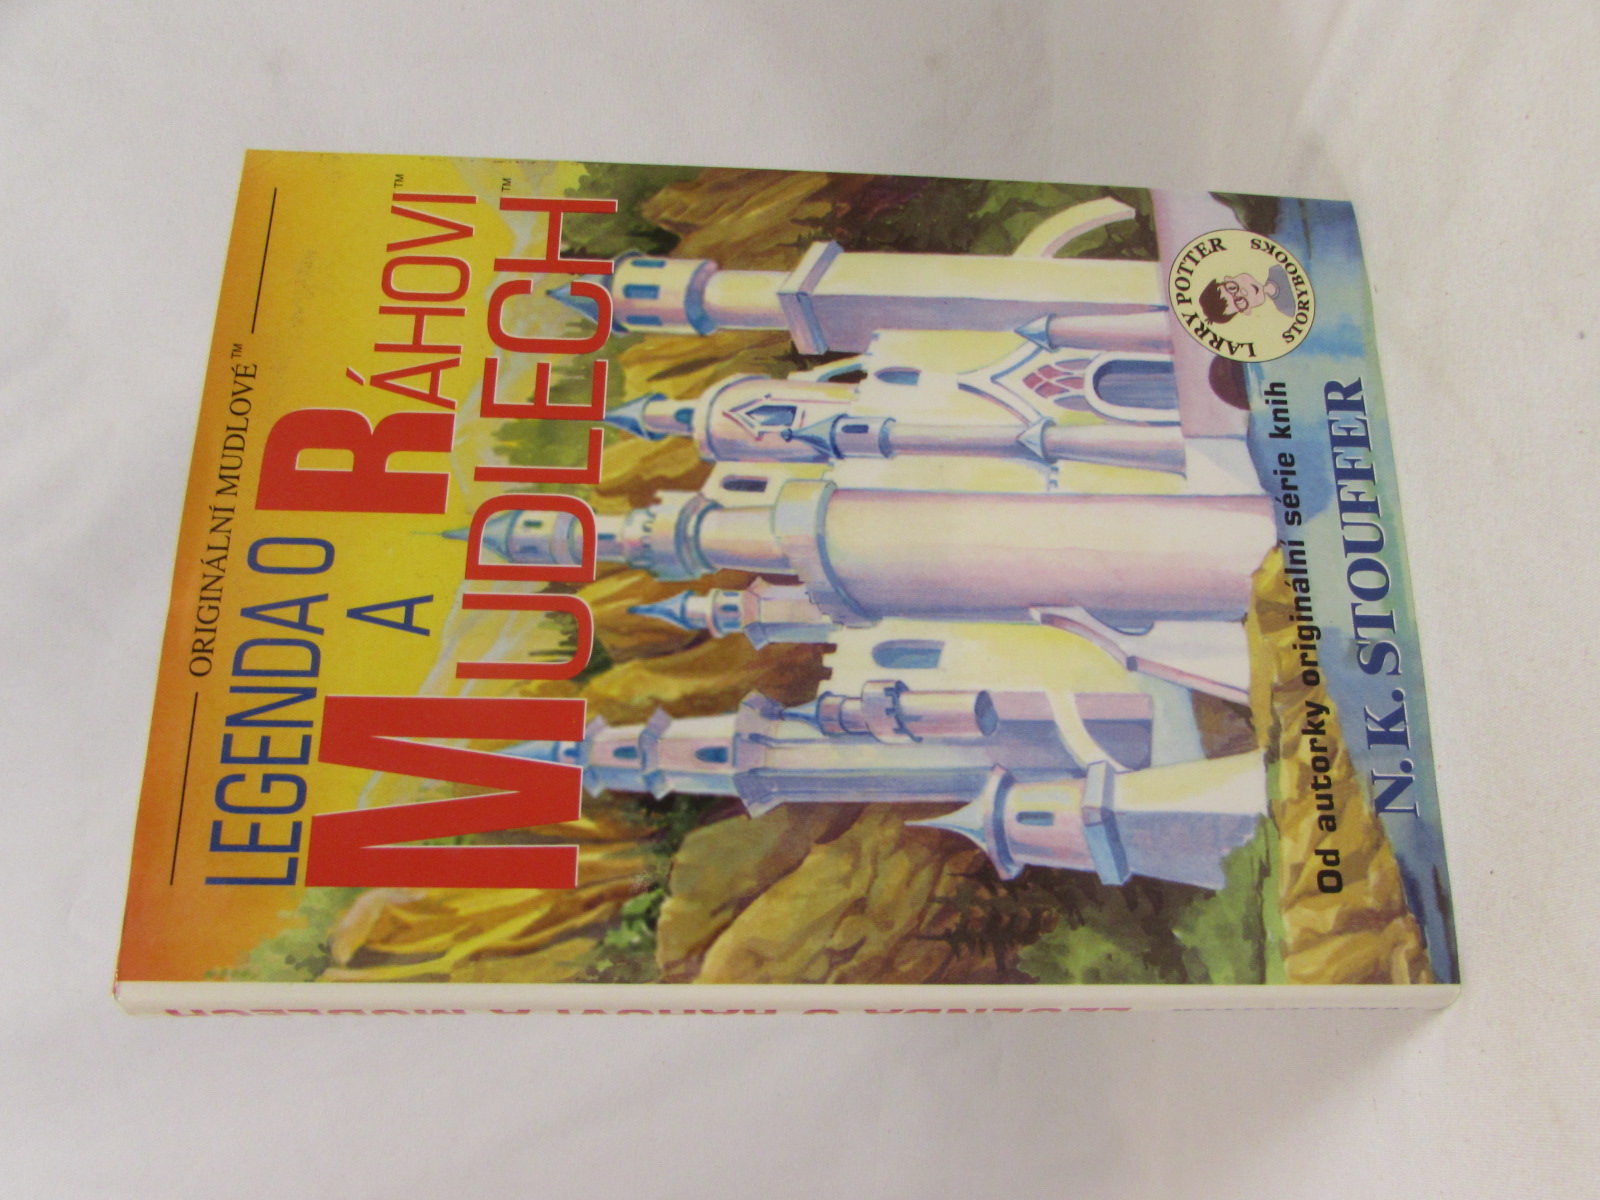 ORIGINÁLNÍ MUDLOVÉ™
LEGENDA O RÁHOVI™
A MUDLECH™
LARRY POTTER
STORYBOOKS
Od autorky originální série knih
N. K. STOUFFER
LEGENDA O RÁHOVI A MUDLECH